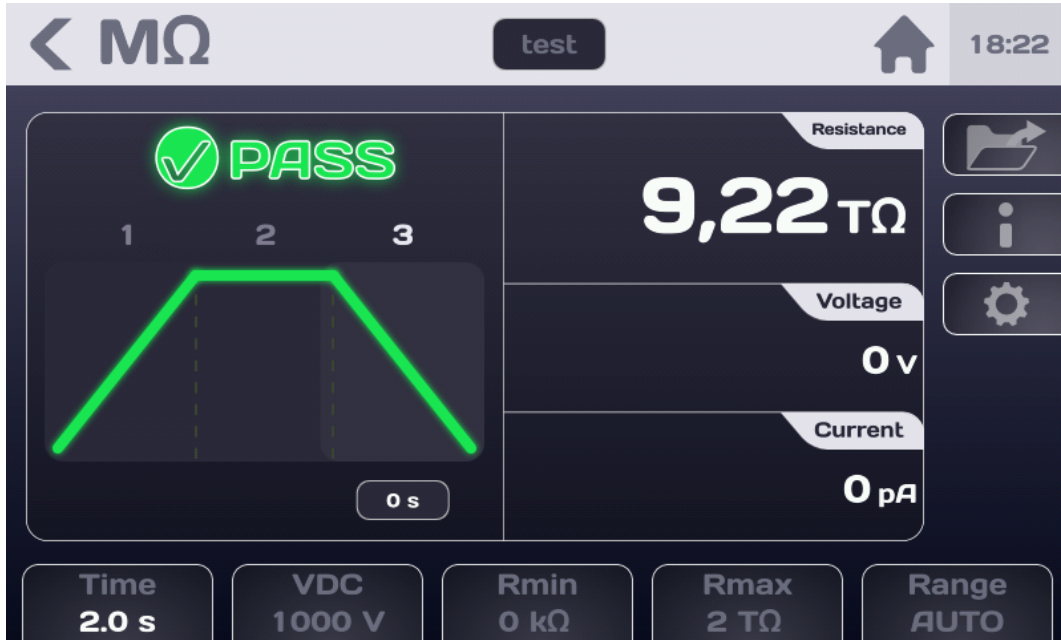 MΩ
test
18:22
PASS
1 2 3
0 s
Resistance
9,22 TΩ
Voltage
0 V
Current
0 pA
Time
2.0 s
VDC
1000 V
Rmin
0 kΩ
Rmax
2 TΩ
Range
AUTO